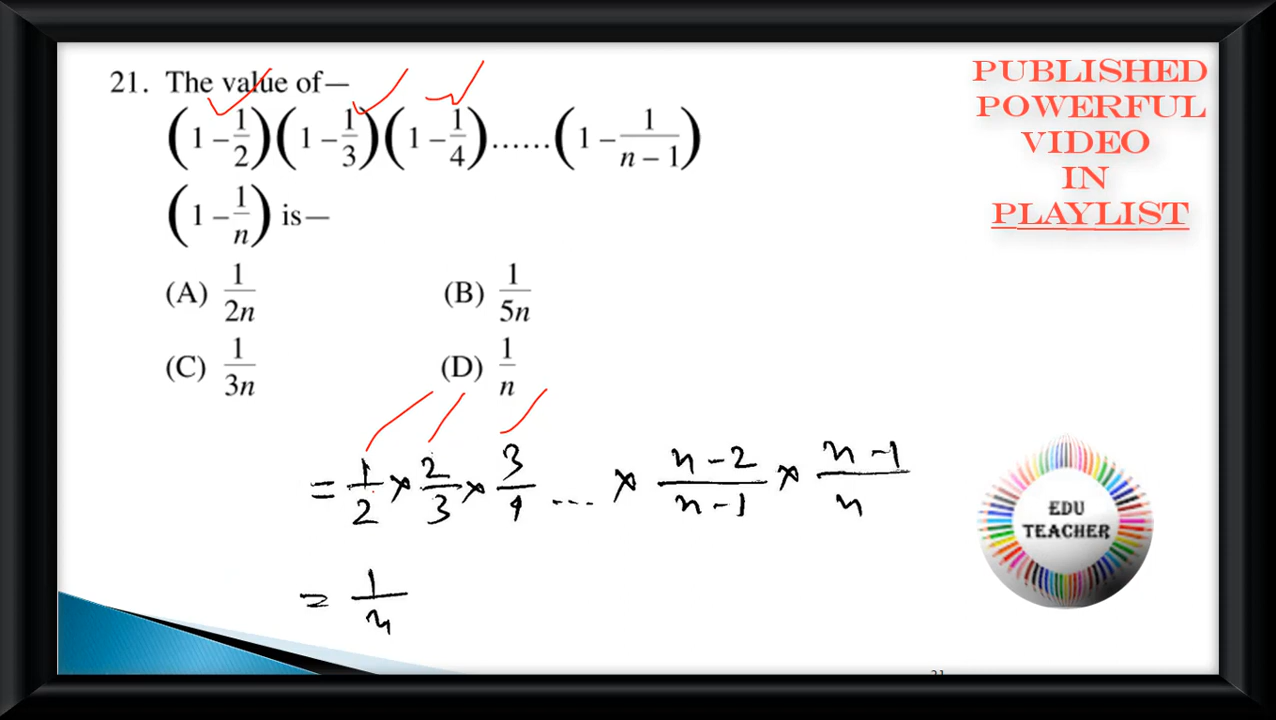 21. The value of—
(1 – 1/2)(1 – 1/3)(1 – 1/4)......(1 – 1/(n – 1))
(1 – 1/n) is—
(A) 1/2n (B) 1/5n
(C) 1/3n (D) 1/n
= 1/2 × 2/3 × 3/4 ... × (n-2)/(n-1) × (n-1)/n
= 1/n
PUBLISHED
POWERFUL
VIDEO
IN
PLAYLIST
EDU
TEACHER